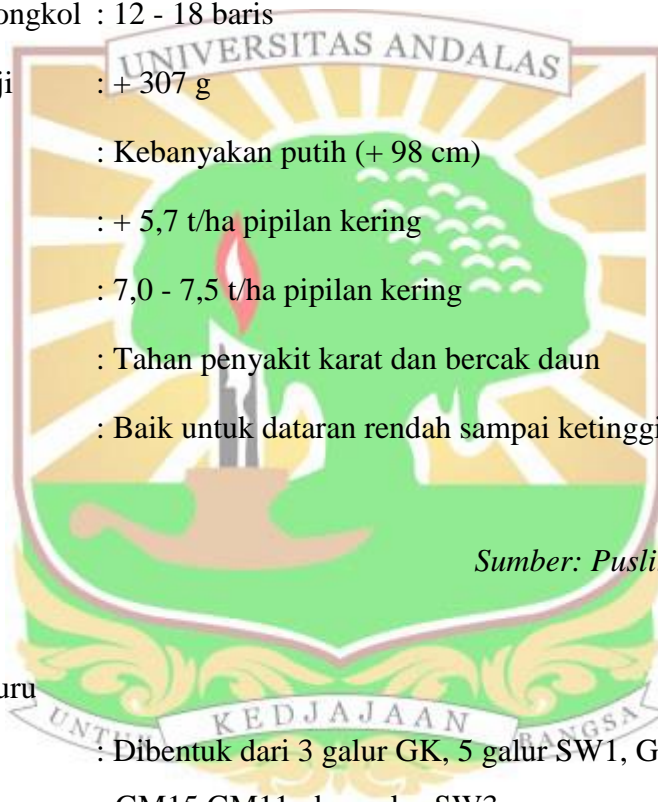 ongkol : 12 - 18 baris
UNIVERSITAS ANDALAS
ji : + 307 g
: Kebanyakan putih (+ 98 cm)
: + 5,7 t/ha pipilan kering
: 7,0 - 7,5 t/ha pipilan kering
: Tahan penyakit karat dan bercak daun
: Baik untuk dataran rendah sampai ketinggi
Sumber: Pusli
uru
UNTUK KEDJAJAAN BANGSA
: Dibentuk dari 3 galur GK, 5 galur SW1, G